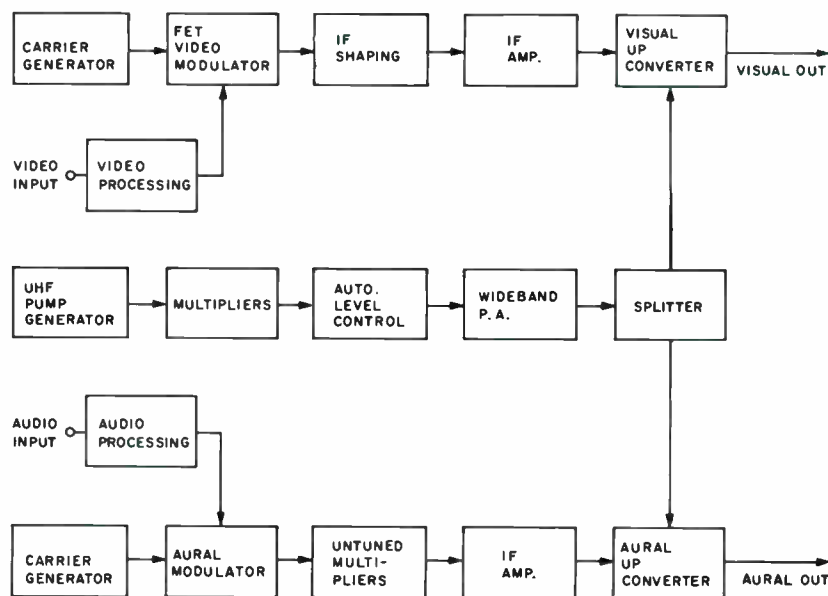 CARRIER
GENERATOR
FET
VIDEO
MODULATOR
IF
SHAPING
IF
AMP.
VISUAL
UP
CONVERTER
VISUAL OUT
VIDEO
INPUT
VIDEO
PROCESSING
UHF
PUMP
GENERATOR
MULTIPLIERS
AUTO.
LEVEL
CONTROL
WIDEBAND
P. A.
SPLITTER
AUDIO
INPUT
AUDIO
PROCESSING
CARRIER
GENERATOR
AURAL
MODULATOR
UNTUNED
MULTI-
PLIERS
IF
AMP.
AURAL
UP
CONVERTER
AURAL OUT